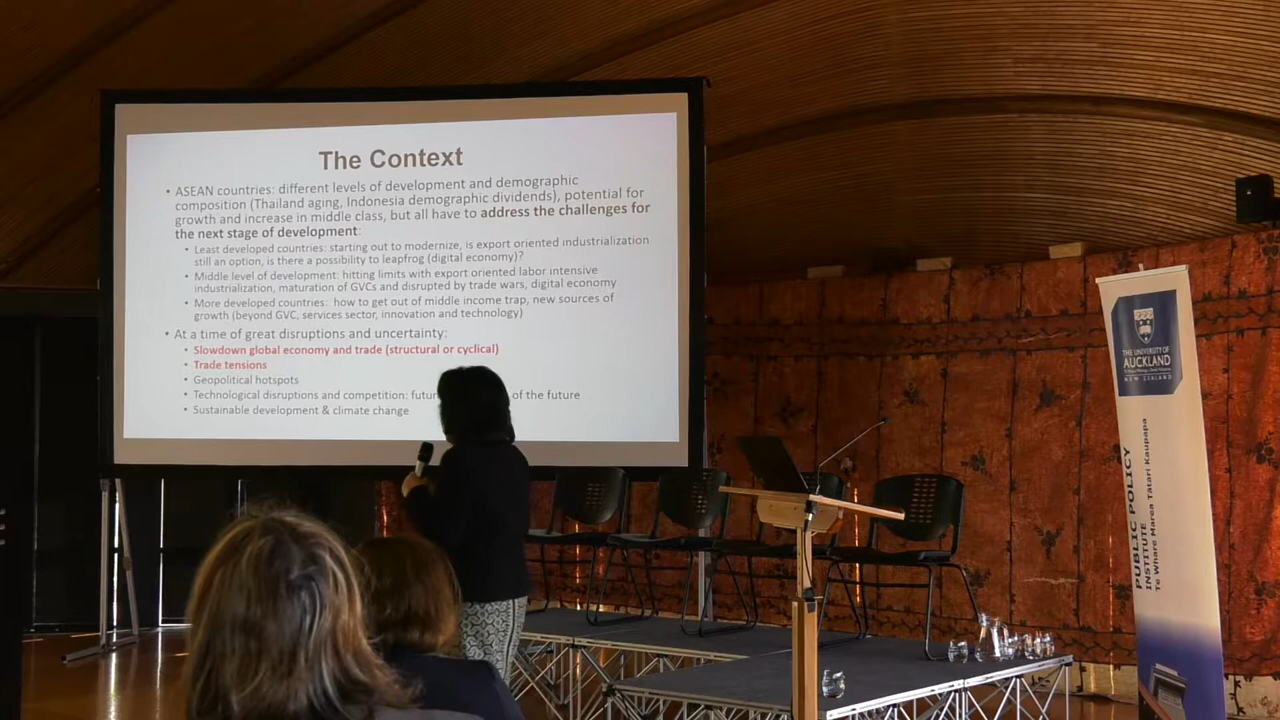 The Context
• ASEAN countries: different levels of development and demographic
composition (Thailand aging, Indonesia demographic dividends), potential for
growth and increase in middle class, but all have to address the challenges for
the next stage of development:
• Least developed countries: starting out to modernize, is export oriented industrialization
still an option, is there a possibility to leapfrog (digital economy)?
• Middle level of development: hitting limits with export oriented labor intensive
industrialization, maturation of GVCs and disrupted by trade wars, digital economy
• More developed countries: how to get out of middle income trap, new sources of
growth (beyond GVC, services sector, innovation and technology)
• At a time of great disruptions and uncertainty:
• Slowdown global economy and trade (structural or cyclical)
• Trade tensions
• Geopolitical hotspots
• Technological disruptions and competition: of the future
• Sustainable development & climate change
THE UNIVERSITY OF
AUCKLAND
NEW ZEALAND
PUBLIC POLICY
INSTITUTE
Te Whare Marea Tātari Kaupapa